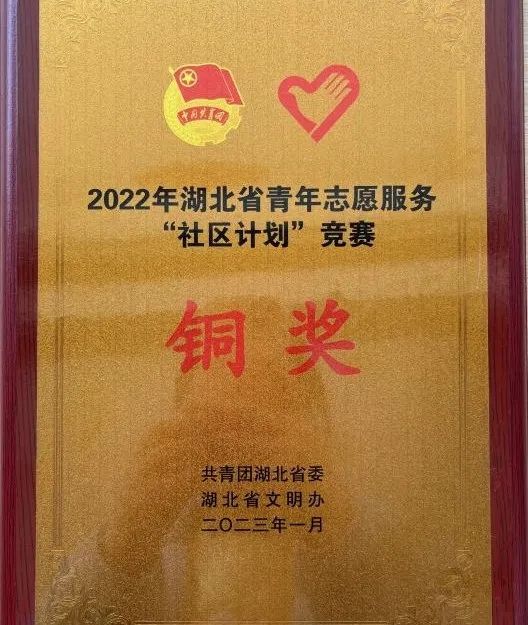 中国共青团
2022年湖北省青年志愿服务
“社区计划”竞赛
铜奖
共青团湖北省委
湖北省文明办
二〇二三年一月